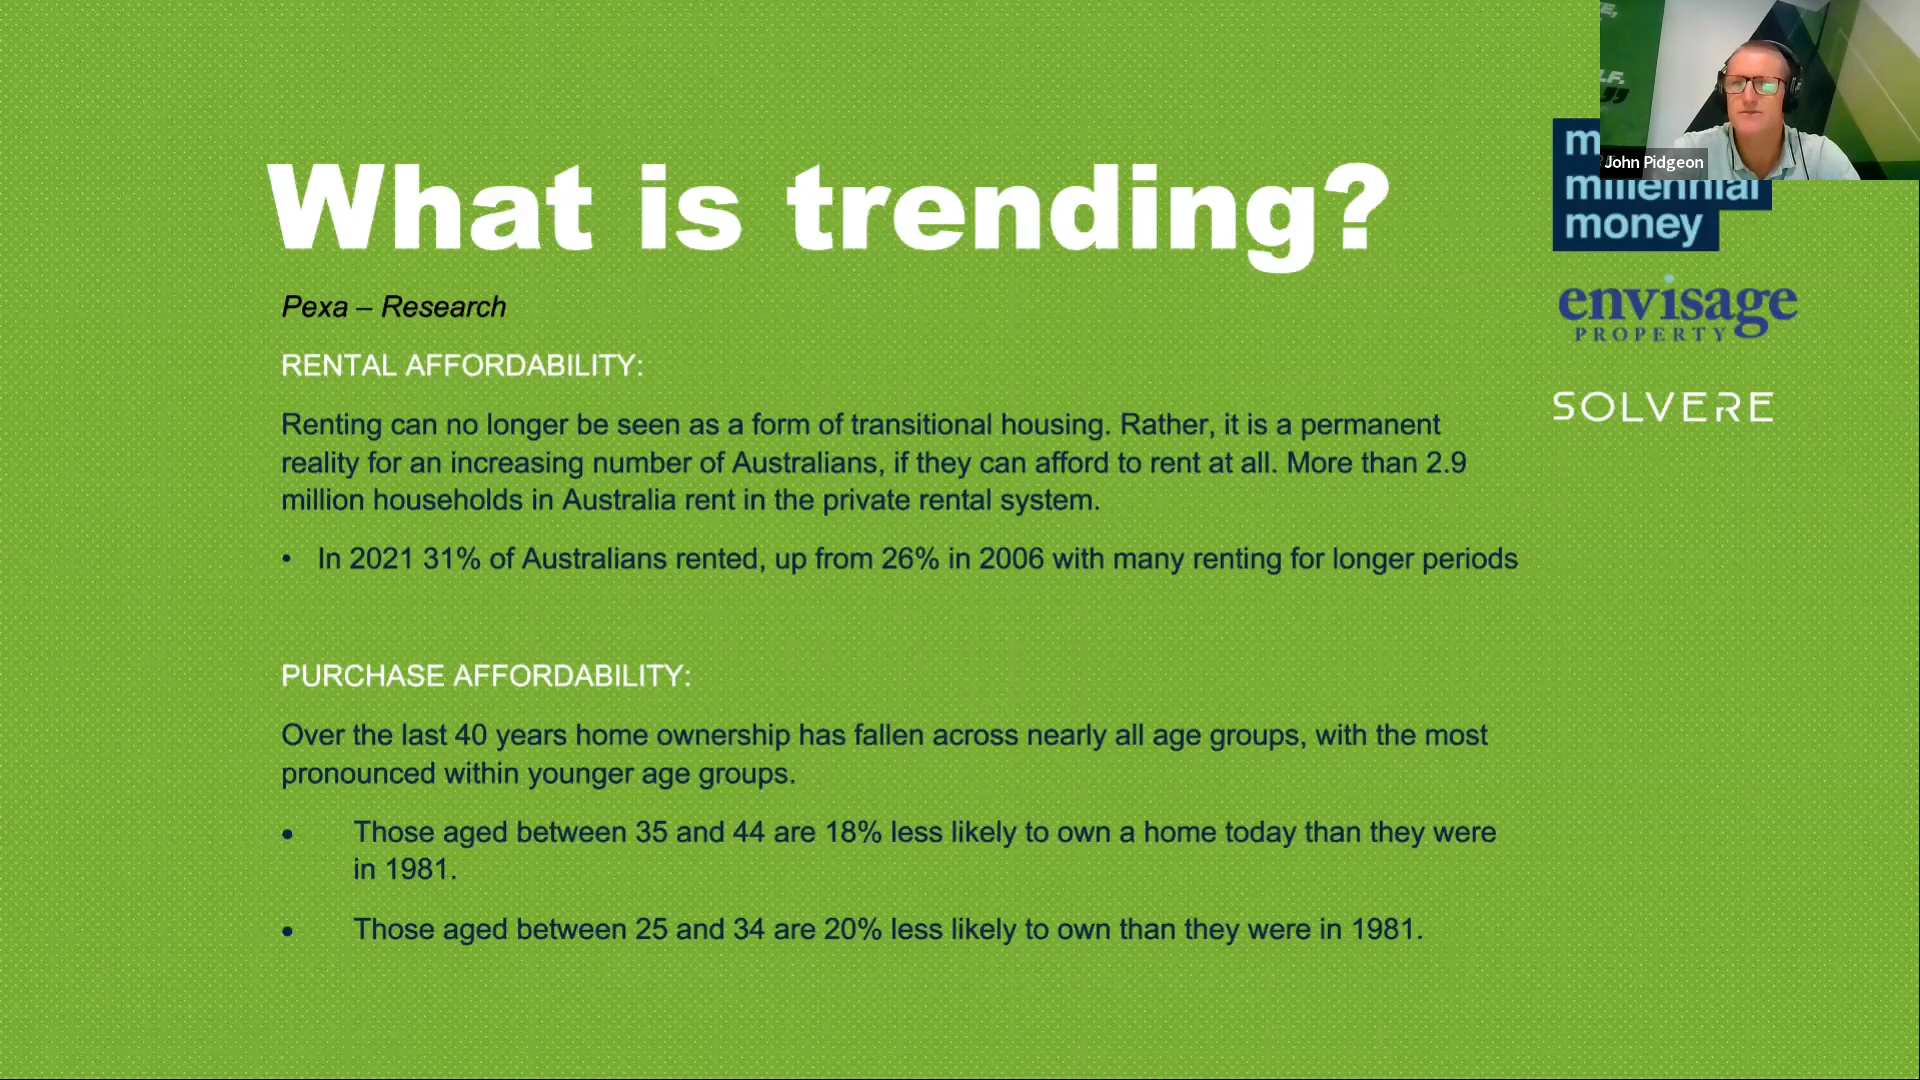 What is trending?
Pexa – Research
RENTAL AFFORDABILITY:
Renting can no longer be seen as a form of transitional housing. Rather, it is a permanent
reality for an increasing number of Australians, if they can afford to rent at all. More than 2.9
million households in Australia rent in the private rental system.
• In 2021 31% of Australians rented, up from 26% in 2006 with many renting for longer periods
PURCHASE AFFORDABILITY:
Over the last 40 years home ownership has fallen across nearly all age groups, with the most
pronounced within younger age groups.
• Those aged between 35 and 44 are 18% less likely to own a home today than they were
in 1981.
• Those aged between 25 and 34 are 20% less likely to own than they were in 1981.
John Pidgeon
millennial
money
envisage
PROPERTY
SOLVERE